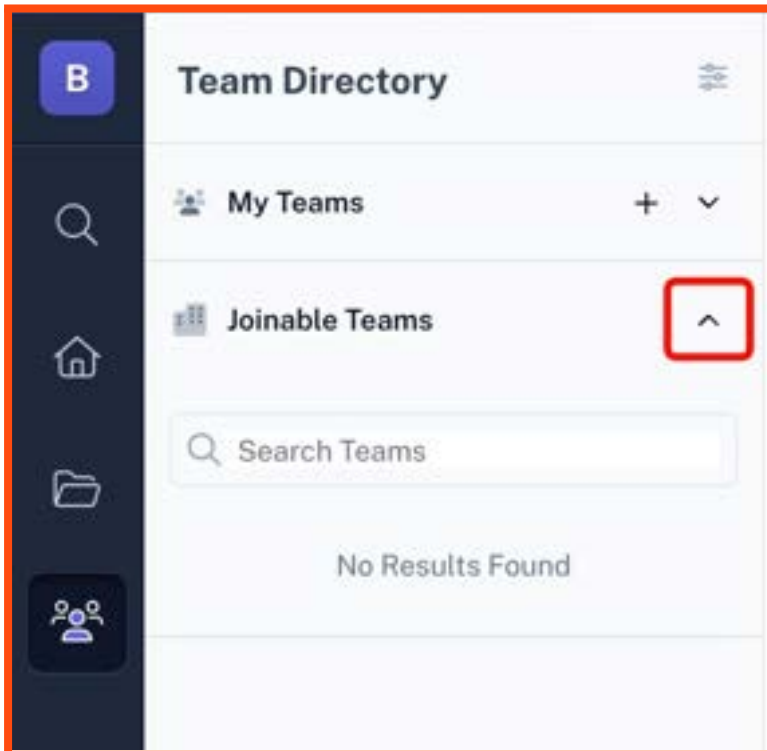 B
Team Directory
My Teams
Joinable Teams
Search Teams
No Results Found